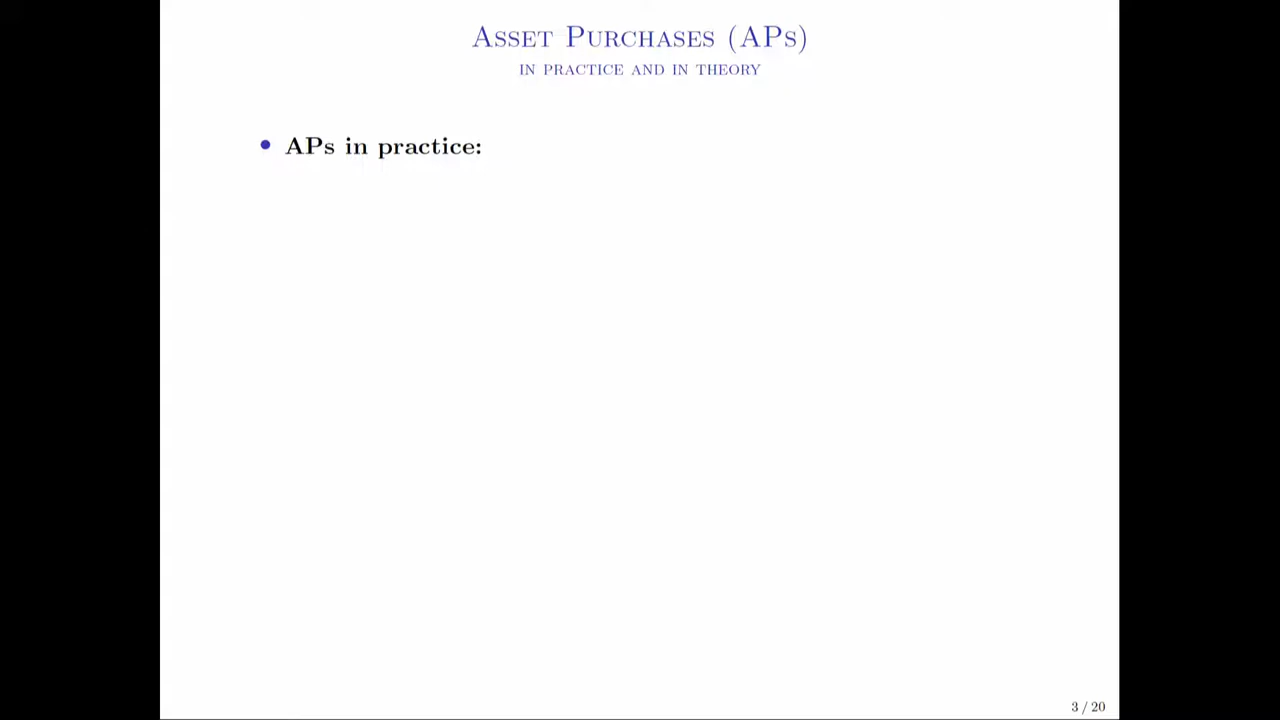 Asset Purchases (APs)
in practice and in theory
• APs in practice:
3 / 20